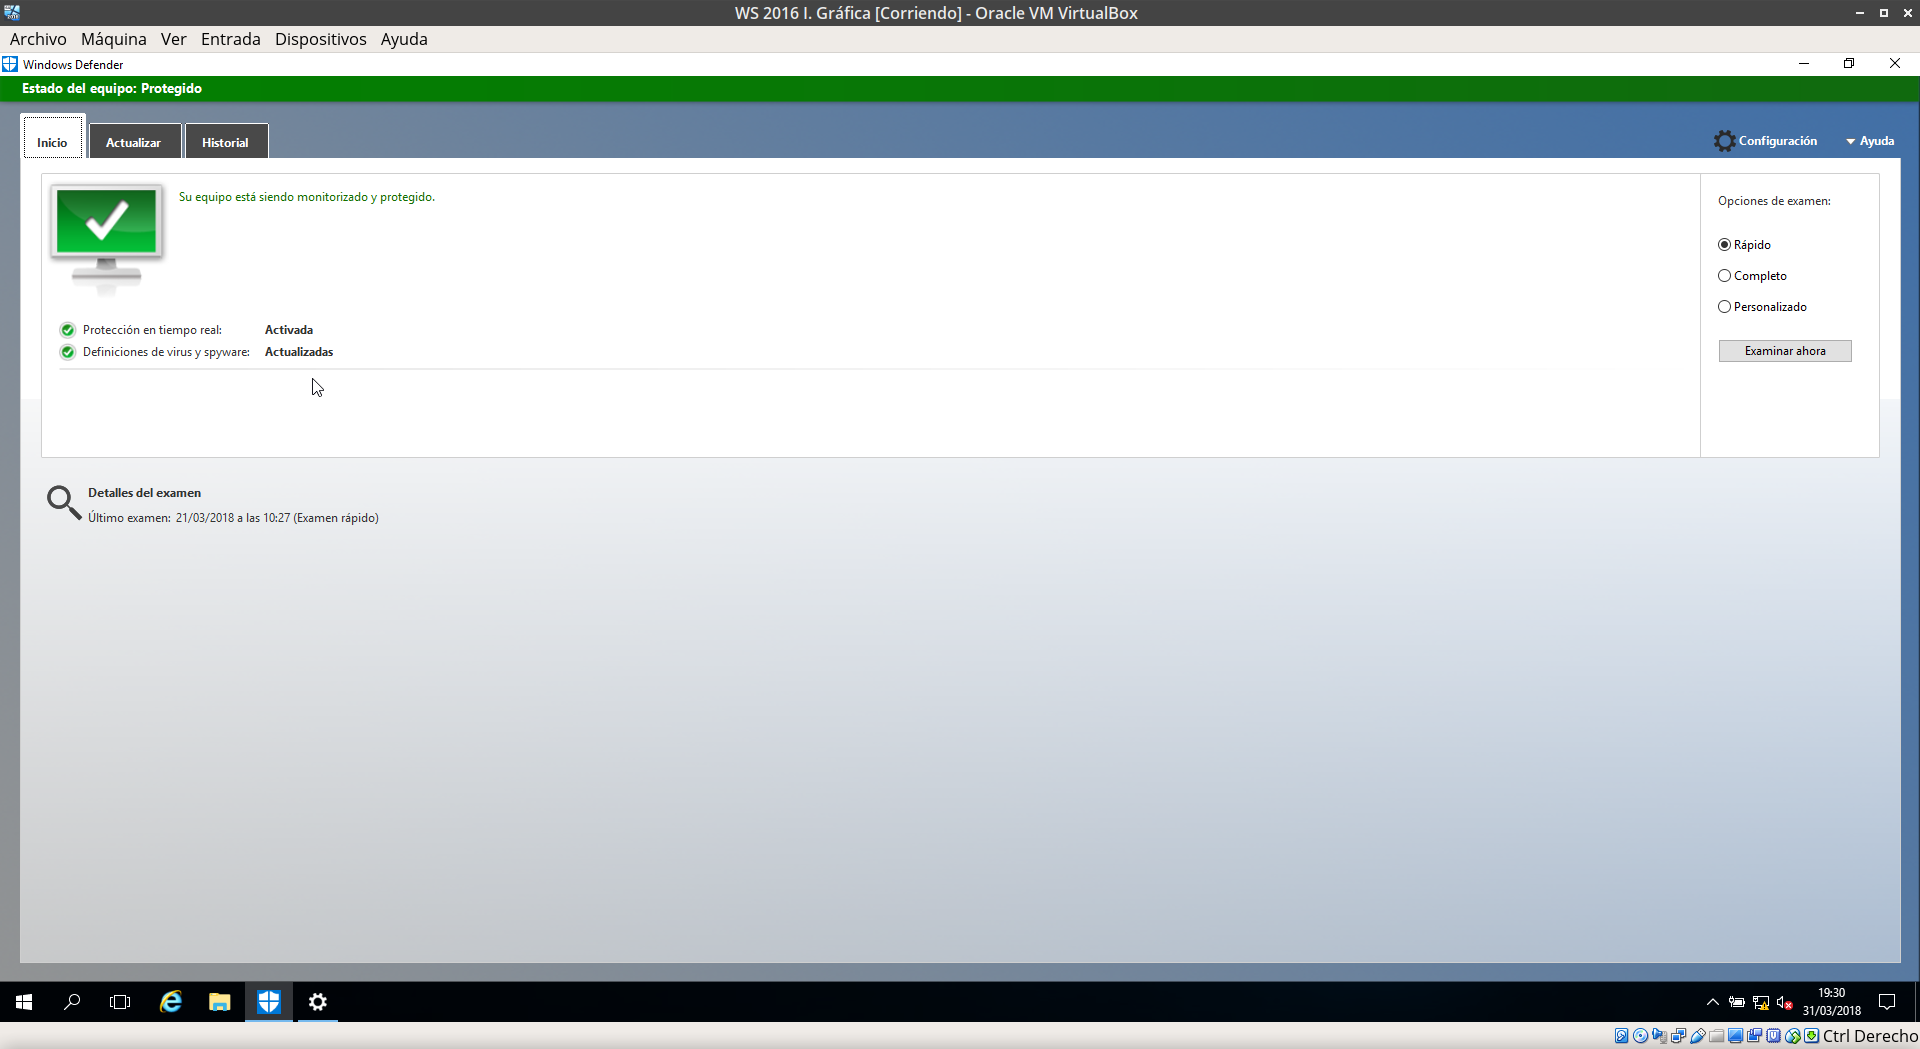 WS 2016 I. Gráfica [Corriendo] - Oracle VM VirtualBox
Archivo Máquina Ver Entrada Dispositivos Ayuda
Windows Defender
Estado del equipo: Protegido
Inicio Actualizar Historial Configuración Ayuda
Su equipo está siendo monitorizado y protegido.
Opciones de examen:
Rápido
Completo
Personalizado
Protección en tiempo real: Activada
Definiciones de virus y spyware: Actualizadas
Examinar ahora
Detalles del examen
Último examen: 21/03/2018 a las 10:27 (Examen rápido)
19:30
31/03/2018
Ctrl Derecho